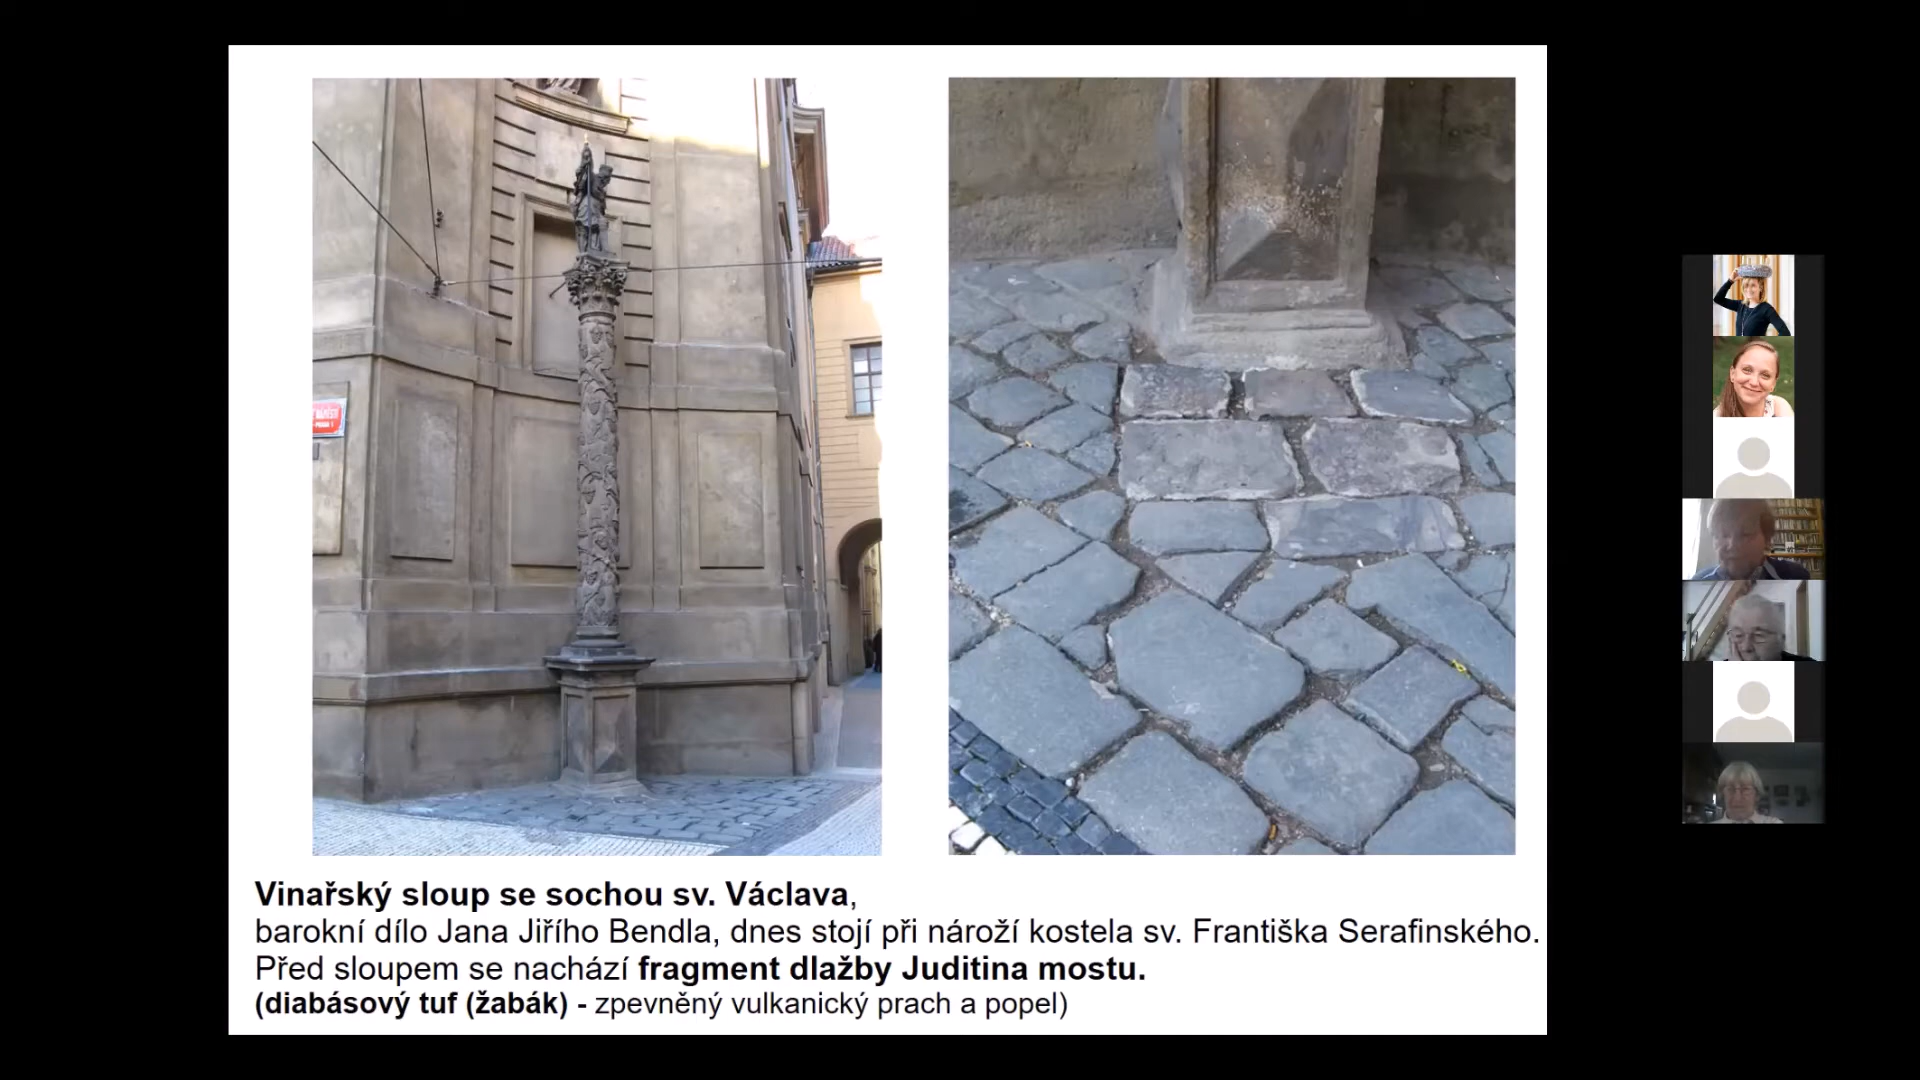 Vinařský sloup se sochou sv. Václava,
barokní dílo Jana Jiřího Bendla, dnes stojí při nároží kostela sv. Františka Serafinského.
Před sloupem se nachází fragment dlažby Juditina mostu.
(diabásový tuf (žabák) - zpevněný vulkanický prach a popel)